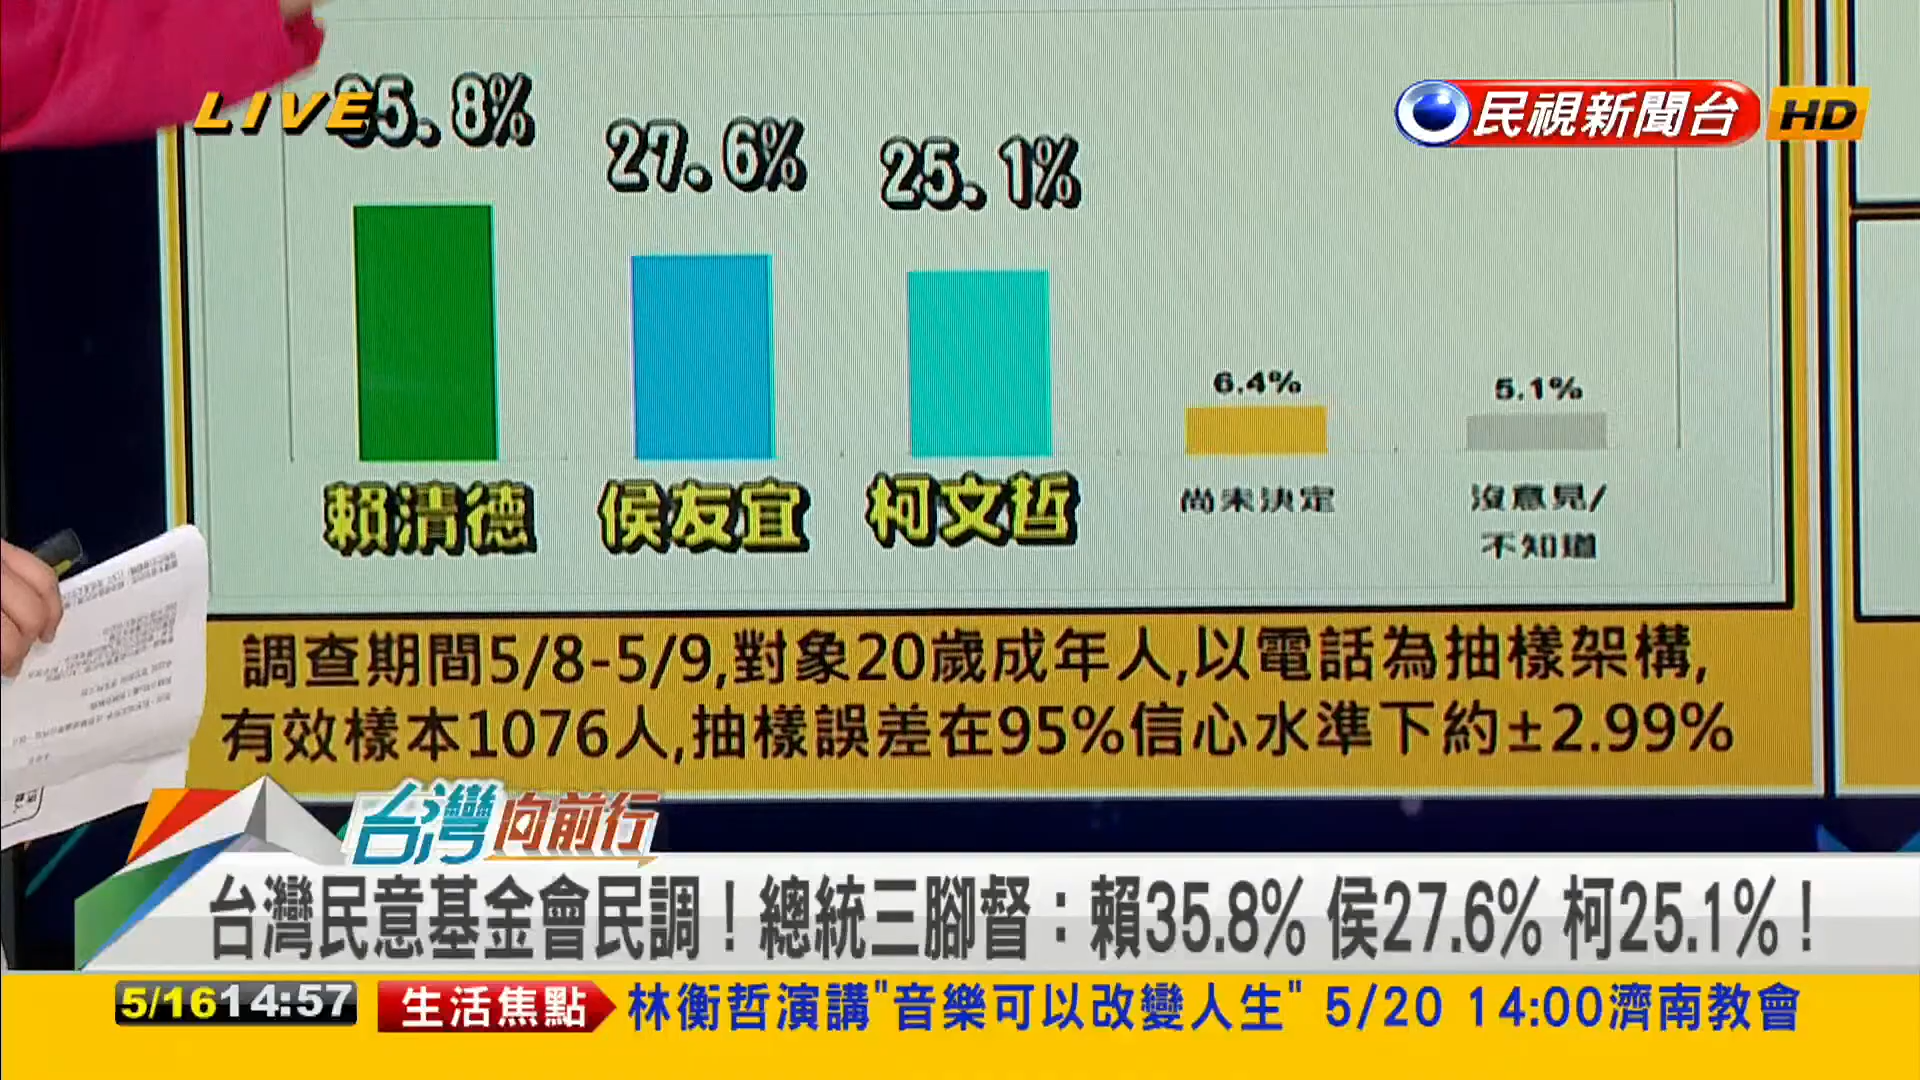 LIVE
35.8%
27.6%
25.1%
6.4%
5.1%
民視新聞台 HD
賴清德
侯友宜
柯文哲
尚未決定
沒意見/
不知道
調查期間5/8-5/9,對象20歲成年人,以電話為抽樣架構,
有效樣本1076人,抽樣誤差在95%信心水準下約±2.99%
台灣向前行
台灣民意基金會民調！總統三腳督：賴35.8% 侯27.6% 柯25.1%！
5/16 14:57 生活焦點 林衡哲演講"音樂可以改變人生" 5/20 14:00濟南教會